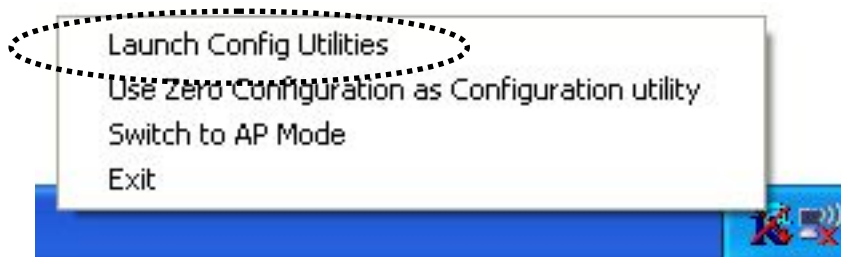 Launch Config Utilities
Use Zero Configuration as Configuration utility
Switch to AP Mode
Exit